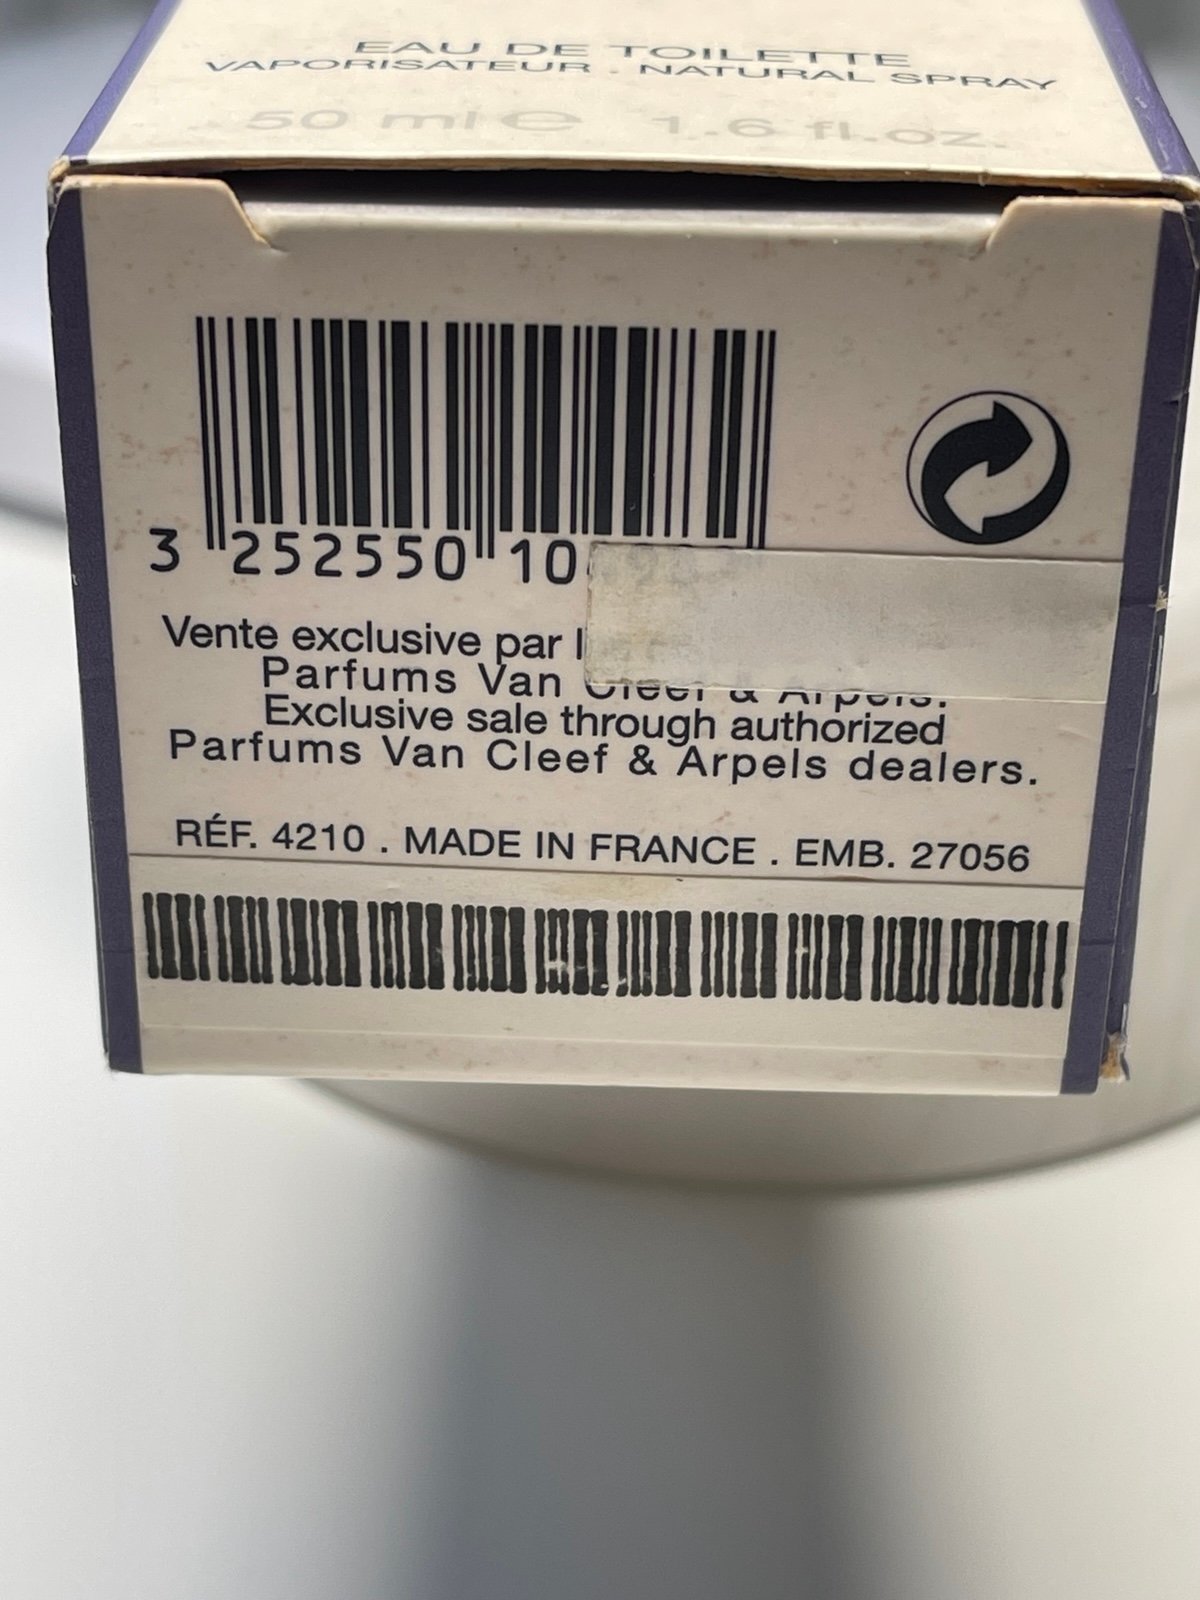 EAU DE TOILETTE
VAPORISATEUR . NATURAL SPRAY
50 ml e 1.6 fl.oz.
3 252550 10
Vente exclusive par
Parfums Van Cleef & Arpels.
Exclusive sale through authorized
Parfums Van Cleef & Arpels dealers.
RÉF. 4210 . MADE IN FRANCE . EMB. 27056